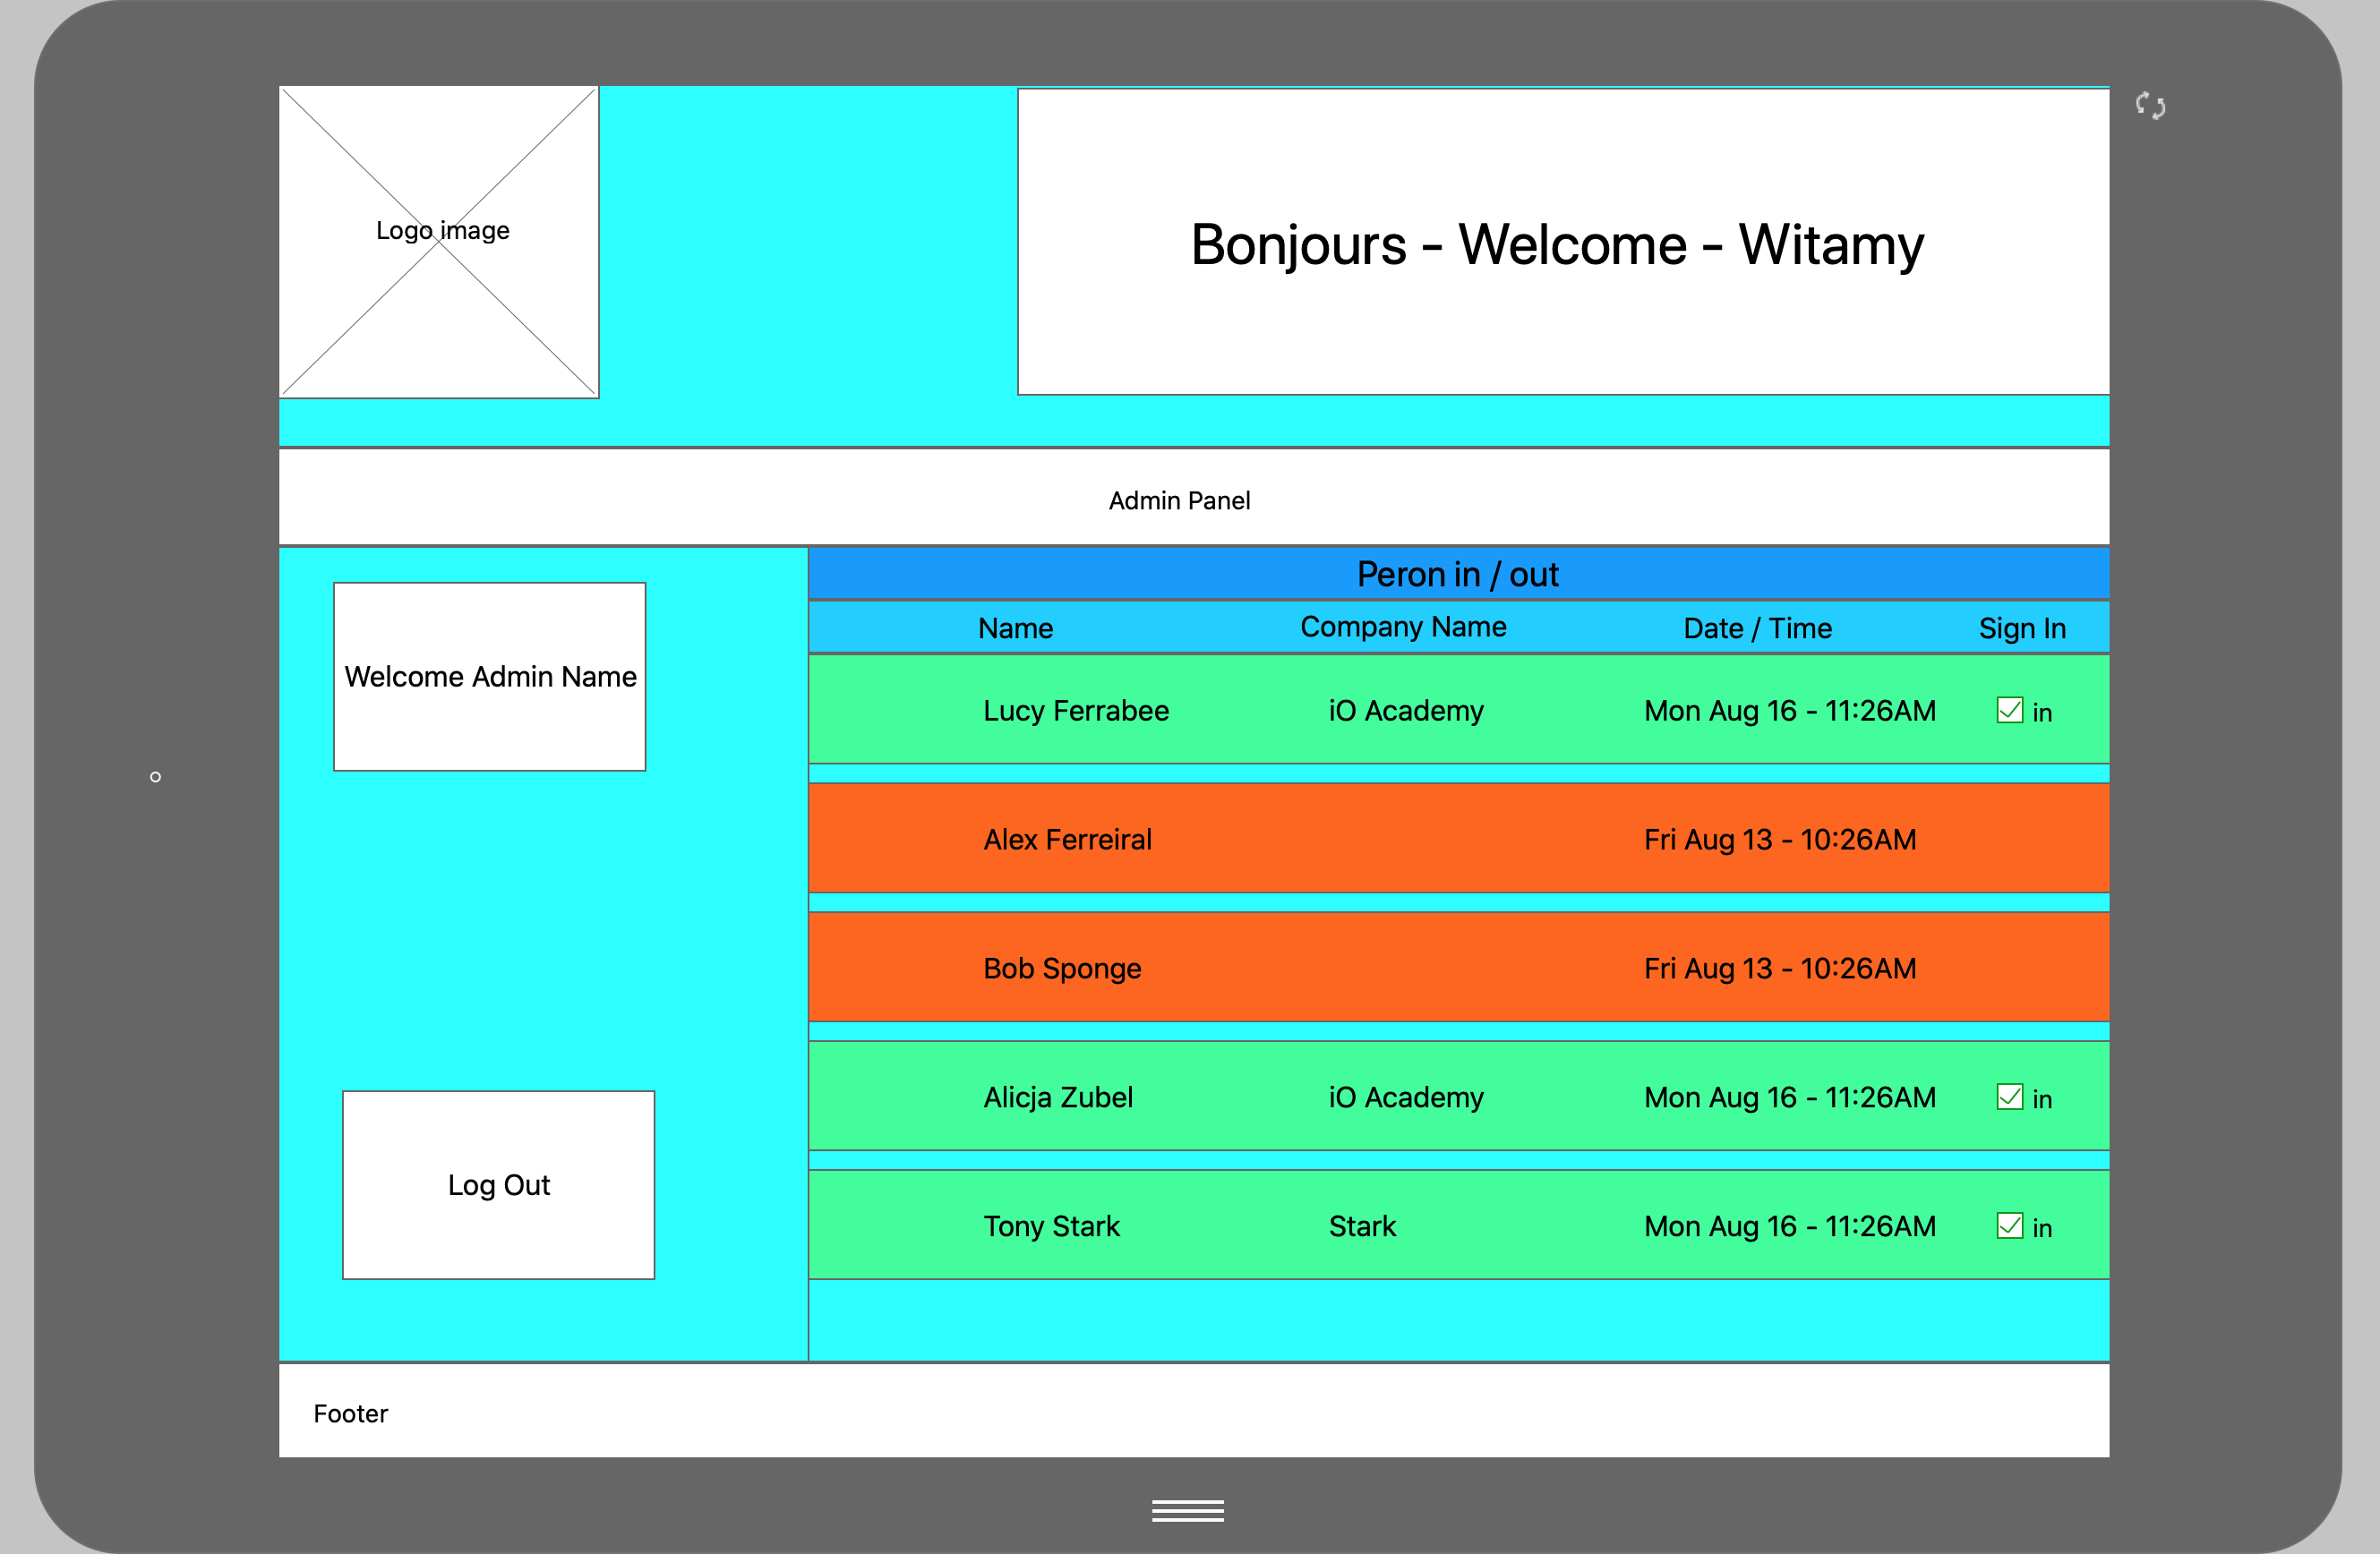 Logo image
Bonjours - Welcome - Witamy
Admin Panel
Welcome Admin Name
Log Out
Peron in / out
Name Company Name Date / Time Sign In
Lucy Ferrabee iO Academy Mon Aug 16 - 11:26AM in
Alex Ferreiral Fri Aug 13 - 10:26AM
Bob Sponge Fri Aug 13 - 10:26AM
Alicja Zubel iO Academy Mon Aug 16 - 11:26AM in
Tony Stark Stark Mon Aug 16 - 11:26AM in
Footer